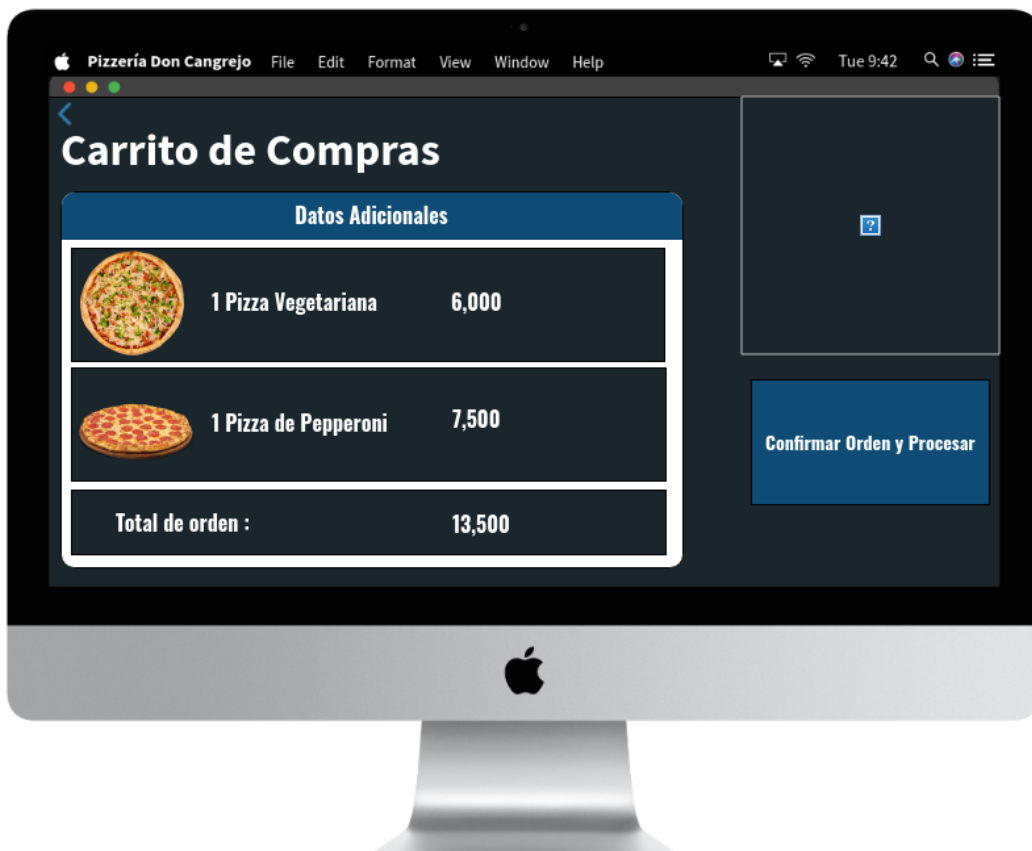 Pizzería Don Cangrejo File Edit Format View Window Help Tue 9:42
Carrito de Compras
Datos Adicionales
1 Pizza Vegetariana 6,000
1 Pizza de Pepperoni 7,500
Total de orden : 13,500
?
Confirmar Orden y Procesar